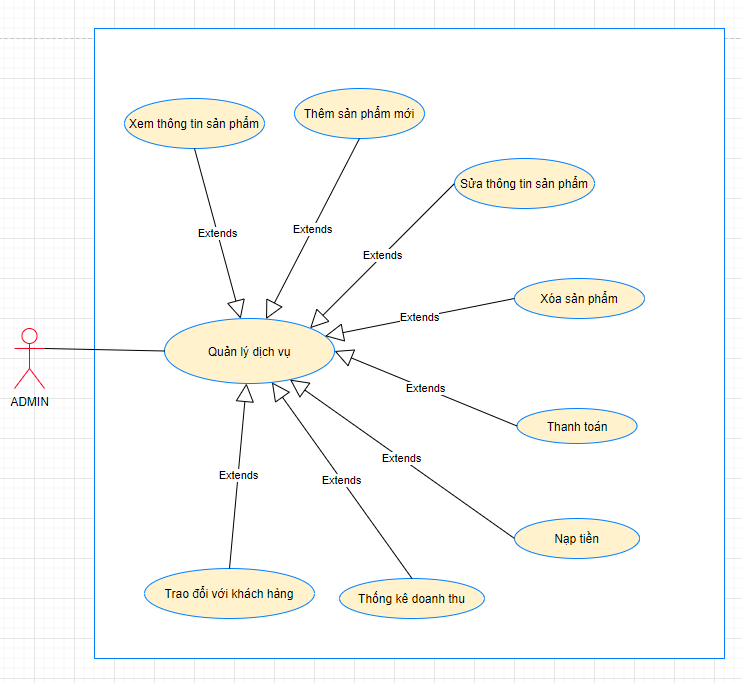 Xem thông tin sản phẩm
Thêm sản phẩm mới
Sửa thông tin sản phẩm
Extends
Extends
Extends
Xóa sản phẩm
Extends
Quản lý dịch vụ
ADMIN
Extends
Thanh toán
Extends
Extends
Extends
Nạp tiền
Trao đổi với khách hàng
Thống kê doanh thu